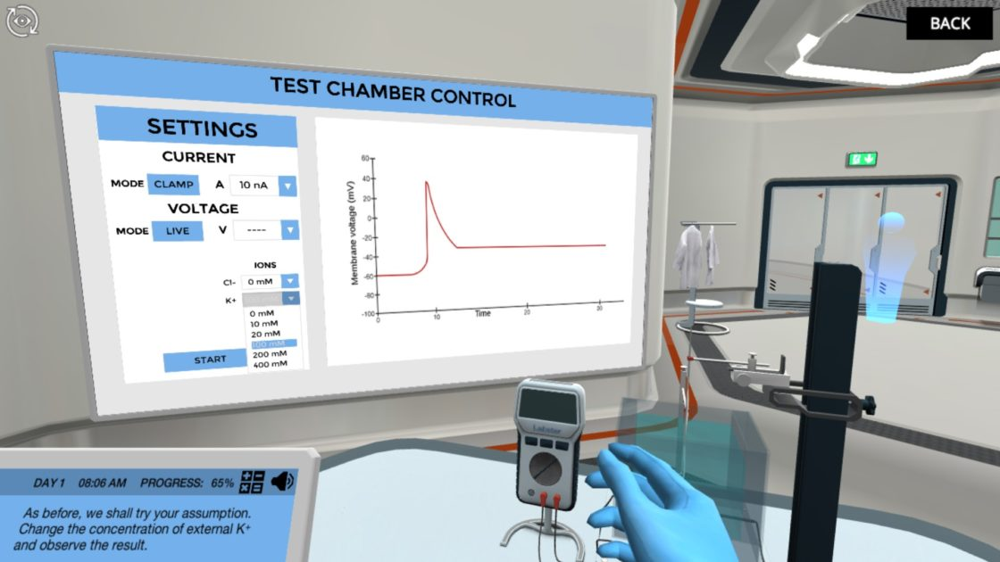 BACK
TEST CHAMBER CONTROL
SETTINGS
CURRENT
MODE CLAMP A 10 nA
VOLTAGE
MODE LIVE V ----
IONS
Cl- 0 mM
K+
0 mM
10 mM
20 mM
100 mM
200 mM
400 mM
START
60
40
20
0
-20
-40
-60
-80
-100
Membrane voltage (mV)
0 10 20 30
Time
Labster
DAY 1 08:06 AM PROGRESS: 65%
As before, we shall try your assumption.
Change the concentration of external K+
and observe the result.